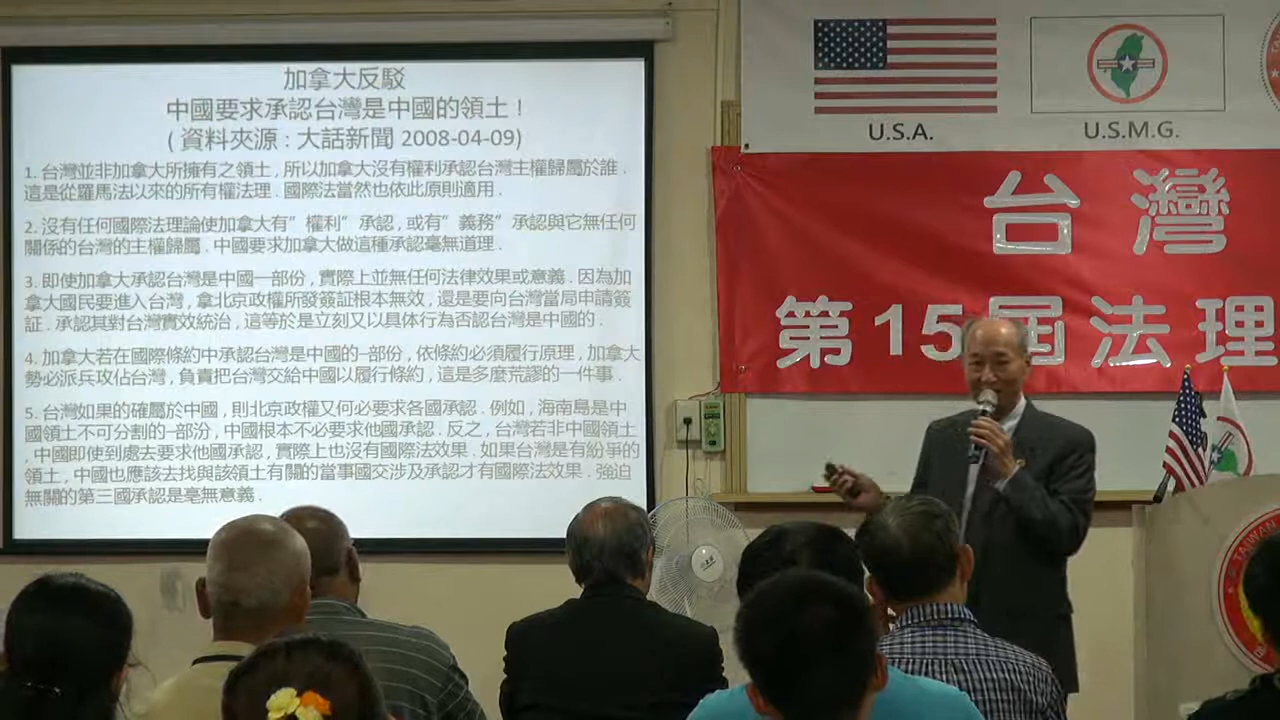 加拿大反駁
中國要求承認台灣是中國的領土!
(資料來源:大話新聞 2008-04-09)
1. 台灣並非加拿大所擁有之領土,所以加拿大沒有權利承認台灣主權歸屬於誰.
這是從羅馬法以來的所有權法理.國際法當然也依此原則適用.
2. 沒有任何國際法理論使加拿大有”權利”承認,或有”義務”承認與它無任何
關係的台灣的主權歸屬.中國要求加拿大做這種承認毫無道理.
3. 即使加拿大承認台灣是中國一部份,實際上並無任何法律效果或意義.因為加
拿大國民要進入台灣,拿北京政權所發簽証根本無效,還是要向台灣當局申請簽
証.承認其對台灣實效統治,這等於是立刻又以具体行為否認台灣是中國的.
4. 加拿大若在國際條約中承認台灣是中國的一部份,依條約必須履行原理,加拿大
勢必派兵攻佔台灣,負責把台灣交給中國以履行條約,這是多麼荒謬的一件事.
5. 台灣如果的確屬於中國,則北京政權又何必要求各國承認.例如,海南島是中
國領土不可分割的一部汾,中國根本不必要求他國承認.反之,台灣若非中國領土
,中國即使到處去要求他國承認,實際上也沒有國際法效果.如果台灣是有紛爭的
領土,中國也應該去找與該領土有關的當事國交涉及承認才有國際法效果.強迫
無關的第三國承認是毫無意義.
U.S.A.
U.S.M.G.
台灣
第15屆法理
TAIWAN